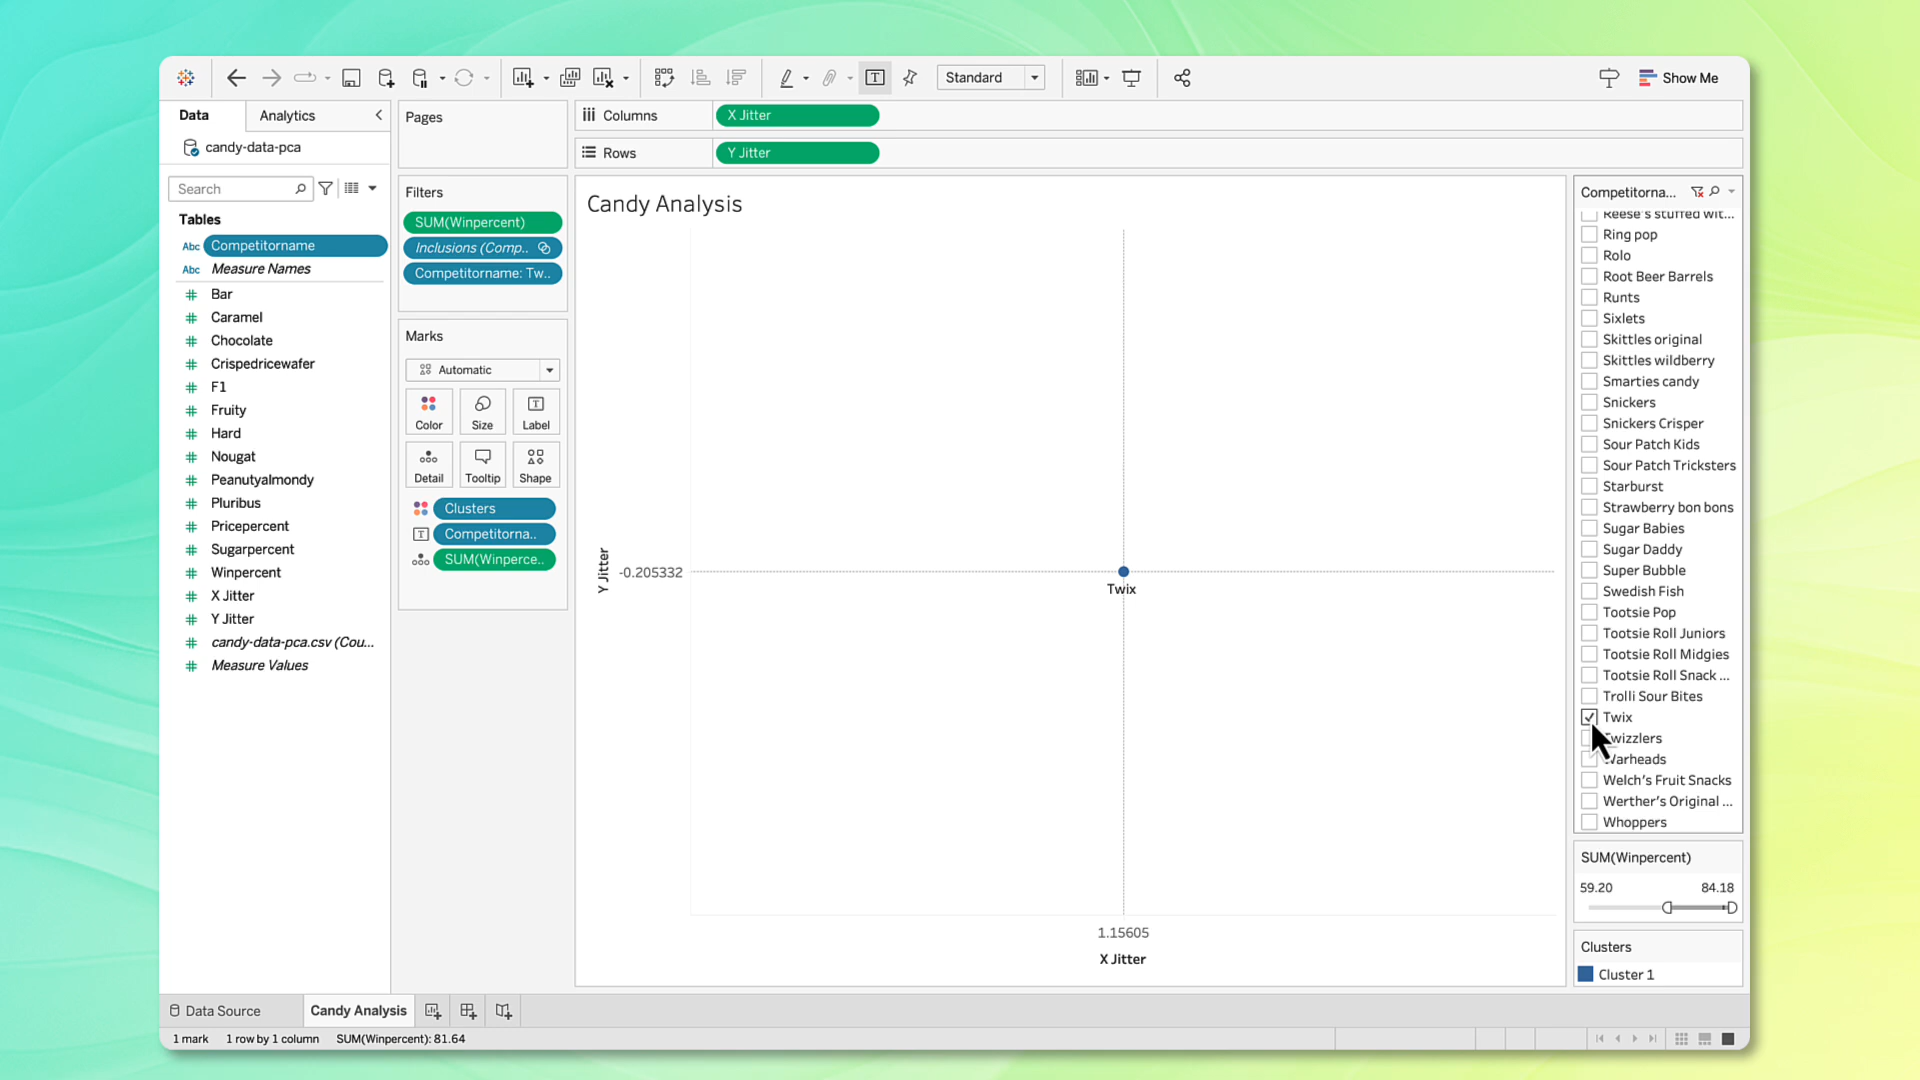 Standard
Show Me
Data
Analytics
candy-data-pca
Search
Tables
Abc Competitorname
Abc Measure Names
Bar
Caramel
Chocolate
Crispedricewafer
F1
Fruity
Hard
Nougat
Peanutyalmondy
Pluribus
Pricepercent
Sugarpercent
Winpercent
X Jitter
Y Jitter
candy-data-pca.csv (Cou...
Measure Values
Pages
Filters
SUM(Winpercent)
Inclusions (Comp..
Competitorname: Tw..
Marks
Automatic
Color Size Label
Detail Tooltip Shape
Clusters
Competitorna..
SUM(Winperce..
Columns X Jitter
Rows Y Jitter
Candy Analysis
Y Jitter
-0.205332
Twix
1.15605
X Jitter
Competitorna...
Reese's stuffed wit...
Ring pop
Rolo
Root Beer Barrels
Runts
Sixlets
Skittles original
Skittles wildberry
Smarties candy
Snickers
Snickers Crisper
Sour Patch Kids
Sour Patch Tricksters
Starburst
Strawberry bon bons
Sugar Babies
Sugar Daddy
Super Bubble
Swedish Fish
Tootsie Pop
Tootsie Roll Juniors
Tootsie Roll Midgies
Tootsie Roll Snack ...
Trolli Sour Bites
Twix
Twizzlers
Warheads
Welch's Fruit Snacks
Werther's Original ...
Whoppers
SUM(Winpercent)
59.20 84.18
Clusters
Cluster 1
Data Source
Candy Analysis
1 mark 1 row by 1 column SUM(Winpercent): 81.64